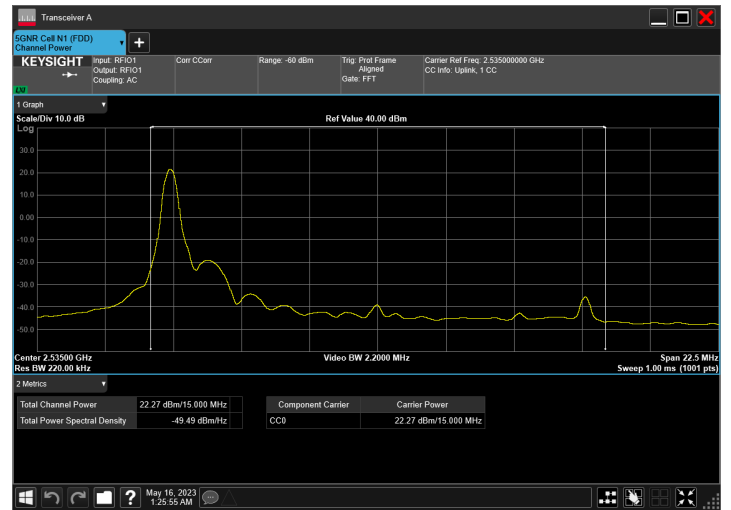 Transceiver A
5GNR Cell N1 (FDD)
Channel Power
KEYSIGHT
LXI
Input: RFIO1
Output: RFIO1
Coupling: AC
Corr CCorr
Range: -60 dBm
Trig: Prot Frame
Aligned
Gate: FFT
Carrier Ref Freq: 2.535000000 GHz
CC Info: Uplink, 1 CC
1 Graph
Scale/Div 10.0 dB
Ref Value 40.00 dBm
Log
30.0
20.0
10.0
0.00
-10.0
-20.0
-30.0
-40.0
-50.0
Center 2.53500 GHz
Video BW 2.2000 MHz
Span 22.5 MHz
Res BW 220.00 kHz
Sweep 1.00 ms (1001 pts)
2 Metrics
Total Channel Power 22.27 dBm/15.000 MHz
Total Power Spectral Density -49.49 dBm/Hz
Component Carrier Carrier Power
CC0 22.27 dBm/15.000 MHz
?
May 16, 2023
1:25:55 AM